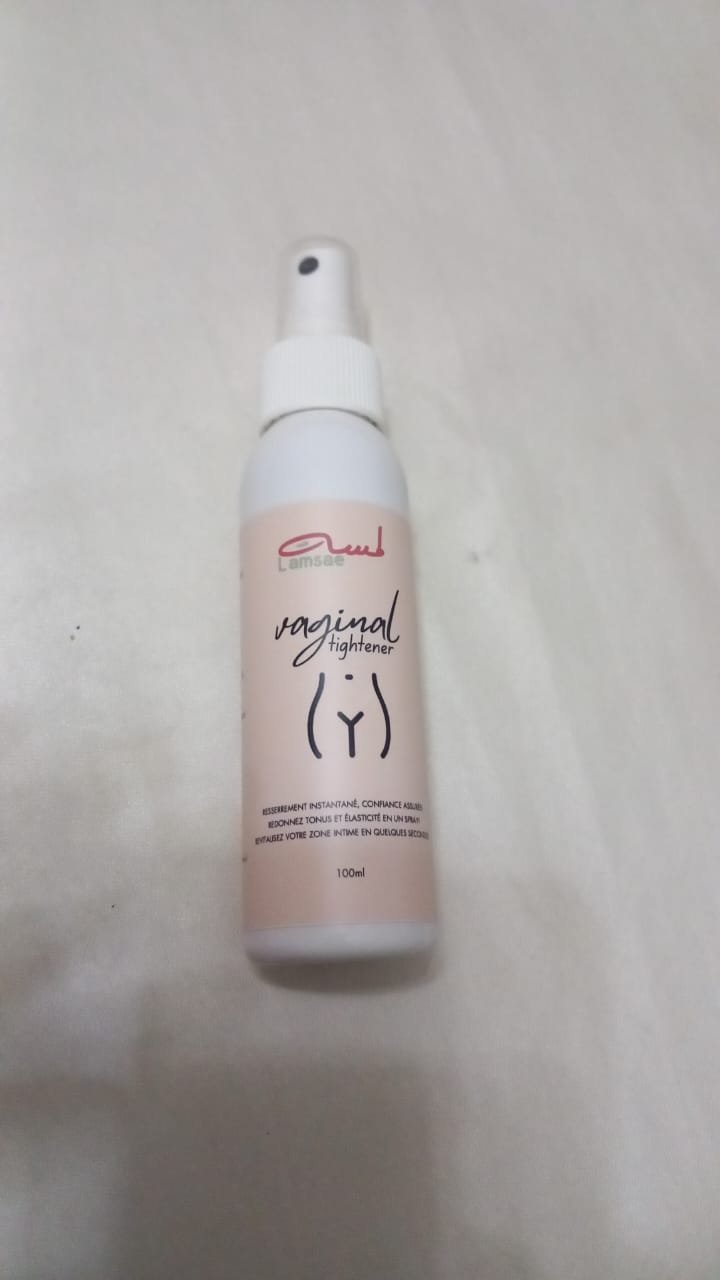 لمسة
Lamsae
vaginal
tightener
RESSERREMENT INSTANTANÉ, CONFIANCE ASSURÉE
REDONNEZ TONUS ET ÉLASTICITÉ EN UN SPRAY!
REVITALISEZ VOTRE ZONE INTIME EN QUELQUES SECONDES
100ml